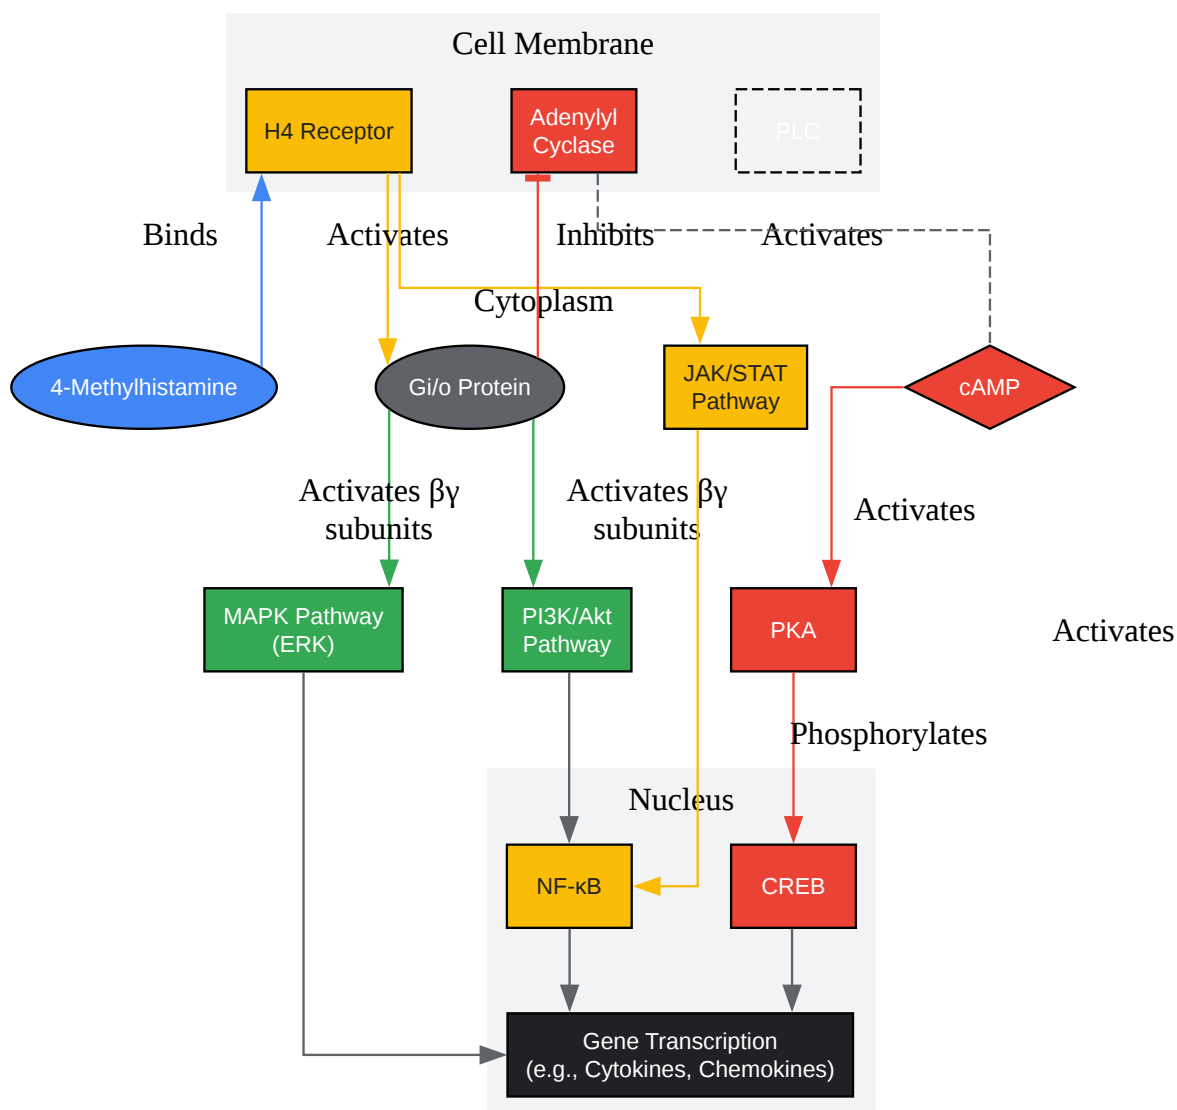 Cell Membrane
H4 Receptor
Adenylyl
Cyclase
PLC
Binds
Activates
Inhibits
Activates
Cytoplasm
4-Methylhistamine
Gi/o Protein
JAK/STAT
Pathway
cAMP
Activates βγ
subunits
Activates βγ
subunits
Activates
MAPK Pathway
(ERK)
PI3K/Akt
Pathway
PKA
Activates
Phosphorylates
Nucleus
NF-κB
CREB
Gene Transcription
(e.g., Cytokines, Chemokines)